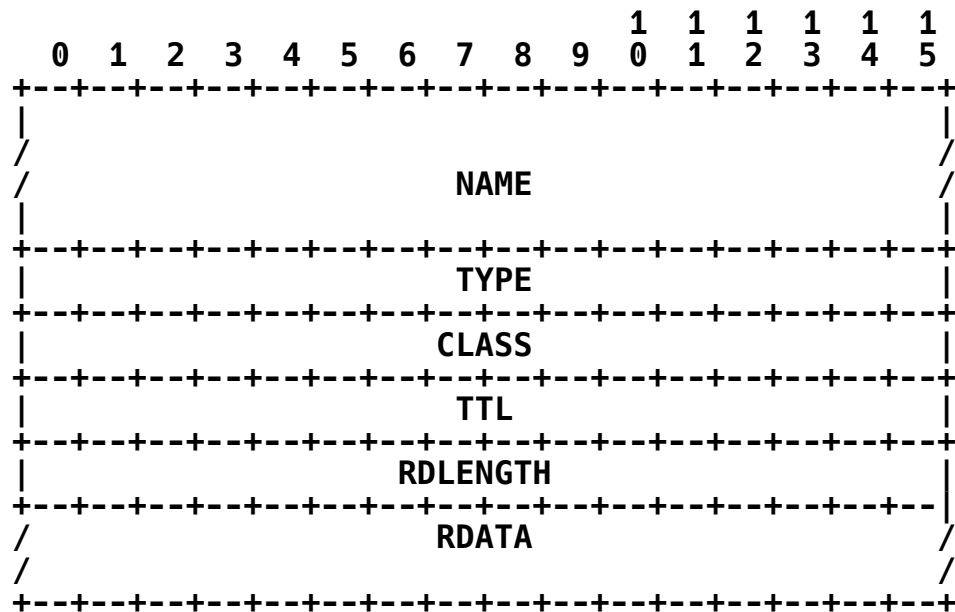 1  1  1  1  1  1
  0  1  2  3  4  5  6  7  8  9  0  1  2  3  4  5
+--+--+--+--+--+--+--+--+--+--+--+--+--+--+--+--+
|                                               |
/                                               /
/                      NAME                     /
|                                               |
+--+--+--+--+--+--+--+--+--+--+--+--+--+--+--+--+
|                      TYPE                     |
+--+--+--+--+--+--+--+--+--+--+--+--+--+--+--+--+
|                     CLASS                     |
+--+--+--+--+--+--+--+--+--+--+--+--+--+--+--+--+
|                      TTL                      |
+--+--+--+--+--+--+--+--+--+--+--+--+--+--+--+--+
|                   RDLENGTH                    |
+--+--+--+--+--+--+--+--+--+--+--+--+--+--+--+--|
/                     RDATA                     /
/                                               /
+--+--+--+--+--+--+--+--+--+--+--+--+--+--+--+--+